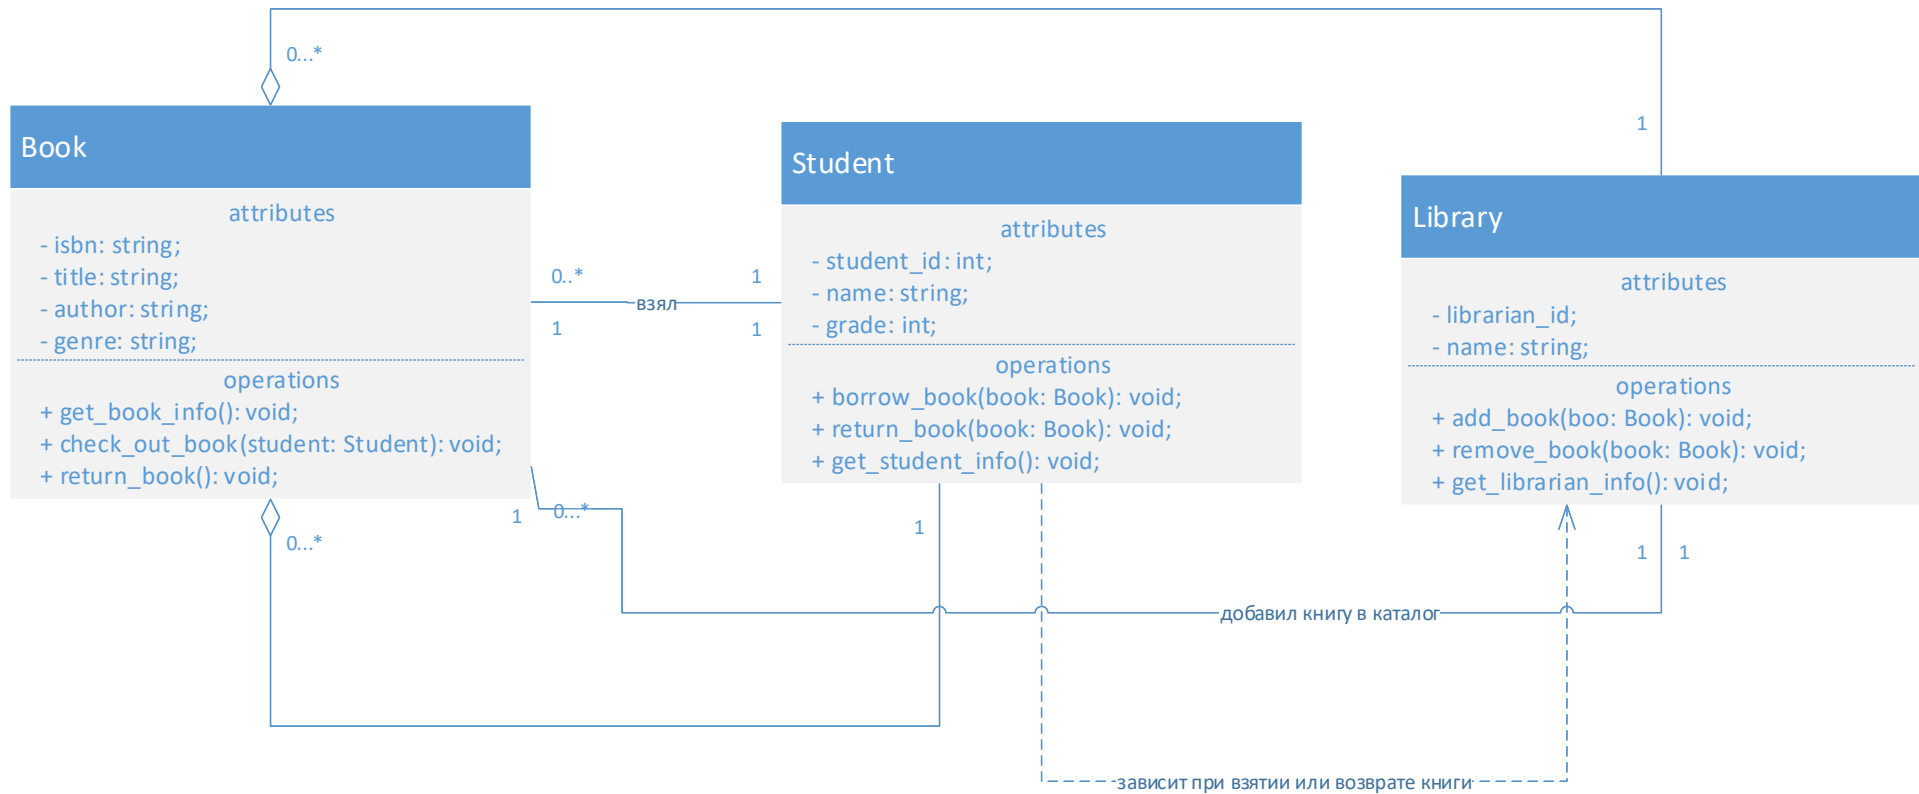 0...*
1
Book
attributes
- isbn: string;
- title: string;
- author: string;
- genre: string;
operations
+ get_book_info(): void;
+ check_out_book(student: Student): void;
+ return_book(): void;
0..*
1
взял
1
1
Student
attributes
- student_id: int;
- name: string;
- grade: int;
operations
+ borrow_book(book: Book): void;
+ return_book(book: Book): void;
+ get_student_info(): void;
Library
attributes
- librarian_id;
- name: string;
operations
+ add_book(boo: Book): void;
+ remove_book(book: Book): void;
+ get_librarian_info(): void;
1
0...*
0...*
1
1
1
добавил книгу в каталог
зависит при взятии или возврате книги